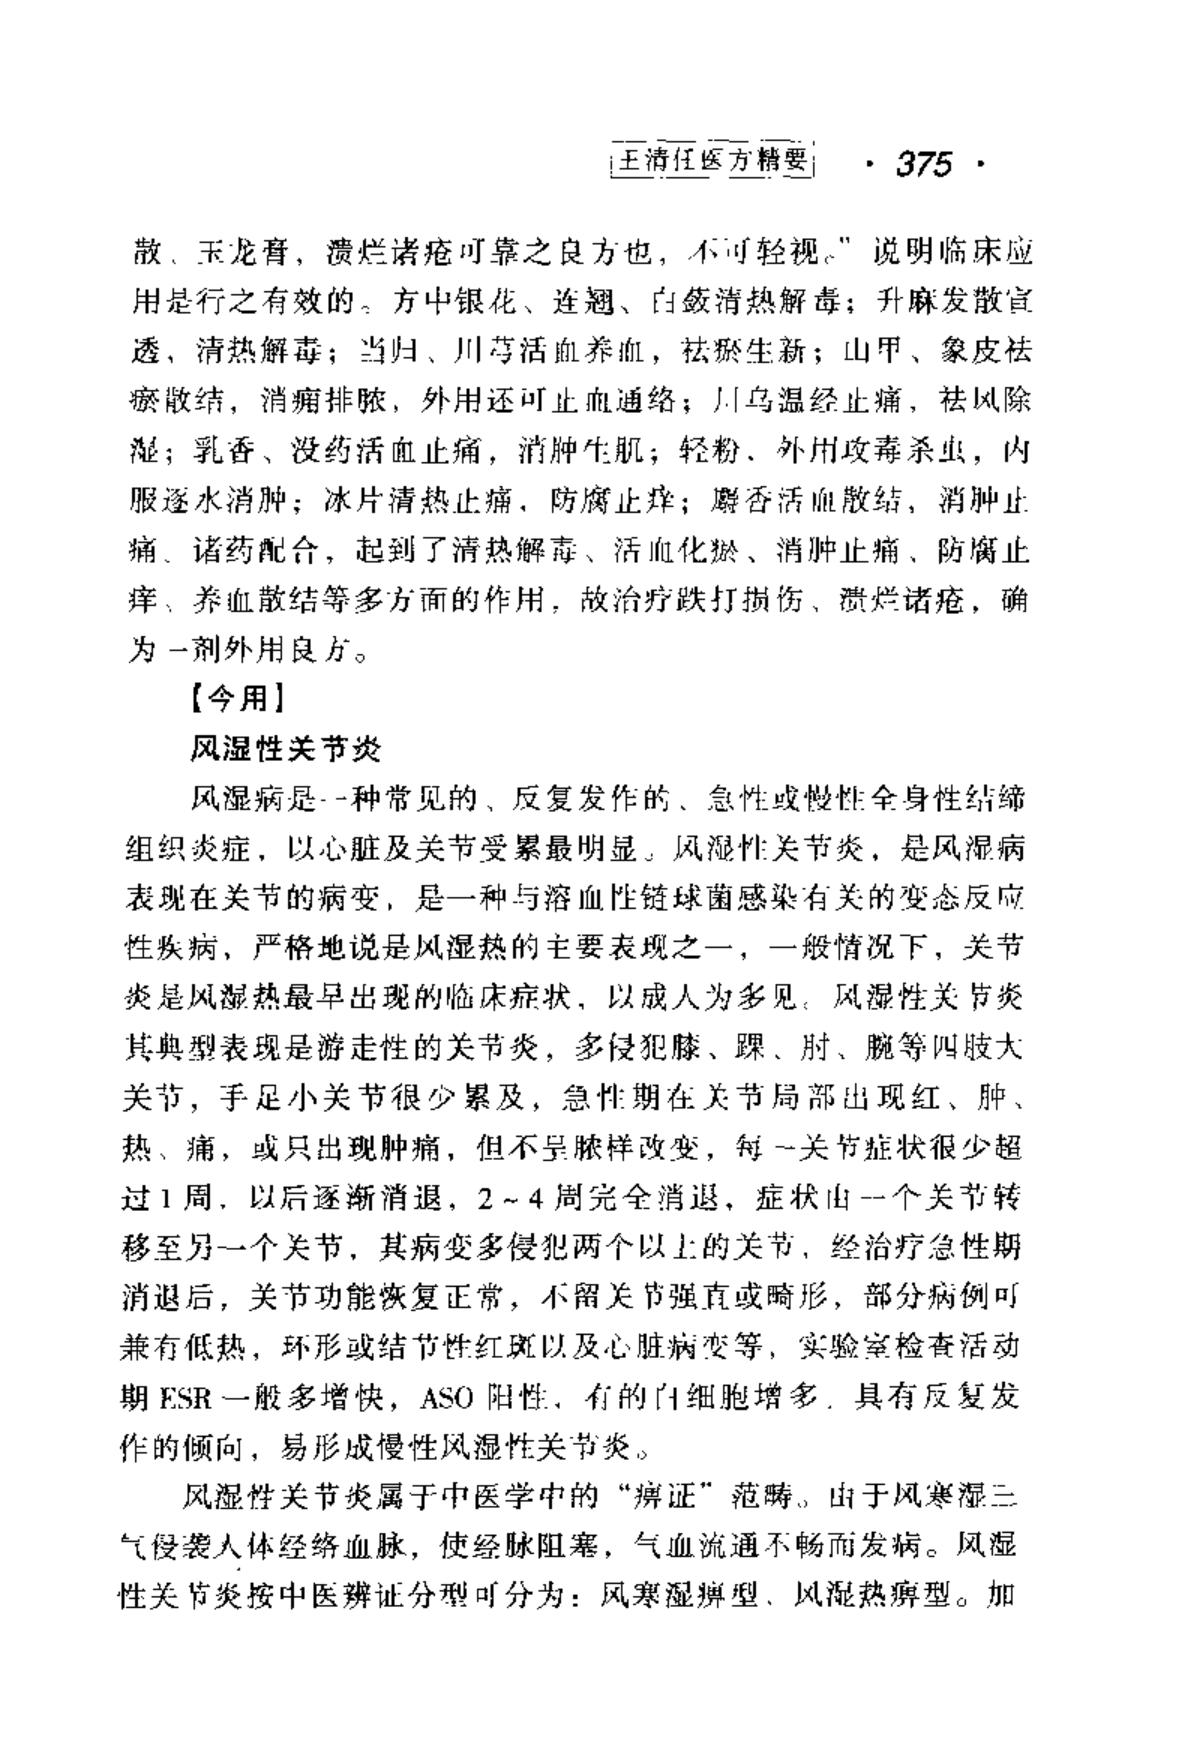 王清任医方精要 · 375 ·
散、玉龙膏，溃烂诸疮可靠之良方也，不可轻视。”说明临床应
用是行之有效的。方中银花、连翘、白蔹清热解毒；升麻发散宣
透，清热解毒；当归、川芎活血养血，祛瘀生新；山甲、象皮祛
瘀散结，消痈排脓，外用还可止血通络；川乌温经止痛，祛风除
湿；乳香、没药活血止痛，消肿生肌；轻粉、外用攻毒杀虫，内
服逐水消肿；冰片清热止痛，防腐止痒；麝香活血散结，消肿止
痛。诸药配合，起到了清热解毒、活血化瘀、消肿止痛、防腐止
痒、养血散结等多方面的作用，故治疗跌打损伤、溃烂诸疮，确
为一剂外用良方。
【今用】
风湿性关节炎
风湿病是一种常见的、反复发作的、急性或慢性全身性结缔
组织炎症，以心脏及关节受累最明显。风湿性关节炎，是风湿病
表现在关节的病变，是一种与溶血性链球菌感染有关的变态反应
性疾病，严格地说是风湿热的主要表现之一，一般情况下，关节
炎是风湿热最早出现的临床症状，以成人为多见。风湿性关节炎
其典型表现是游走性的关节炎，多侵犯膝、踝、肘、腕等四肢大
关节，手足小关节很少累及，急性期在关节局部出现红、肿、
热、痛，或只出现肿痛，但不呈脓样改变，每一关节症状很少超
过1周，以后逐渐消退，2~4周完全消退，症状由一个关节转
移至另一个关节，其病变多侵犯两个以上的关节，经治疗急性期
消退后，关节功能恢复正常，不留关节强直或畸形，部分病例可
兼有低热，环形或结节性红斑以及心脏病变等，实验室检查活动
期ESR一般多增快，ASO阳性，有的白细胞增多，具有反复发
作的倾向，易形成慢性风湿性关节炎。
风湿性关节炎属于中医学中的“痹证”范畴。由于风寒湿三
气侵袭人体经络血脉，使经脉阻塞，气血流通不畅而发病。风湿
性关节炎按中医辨证分型可分为：风寒湿痹型、风湿热痹型。加